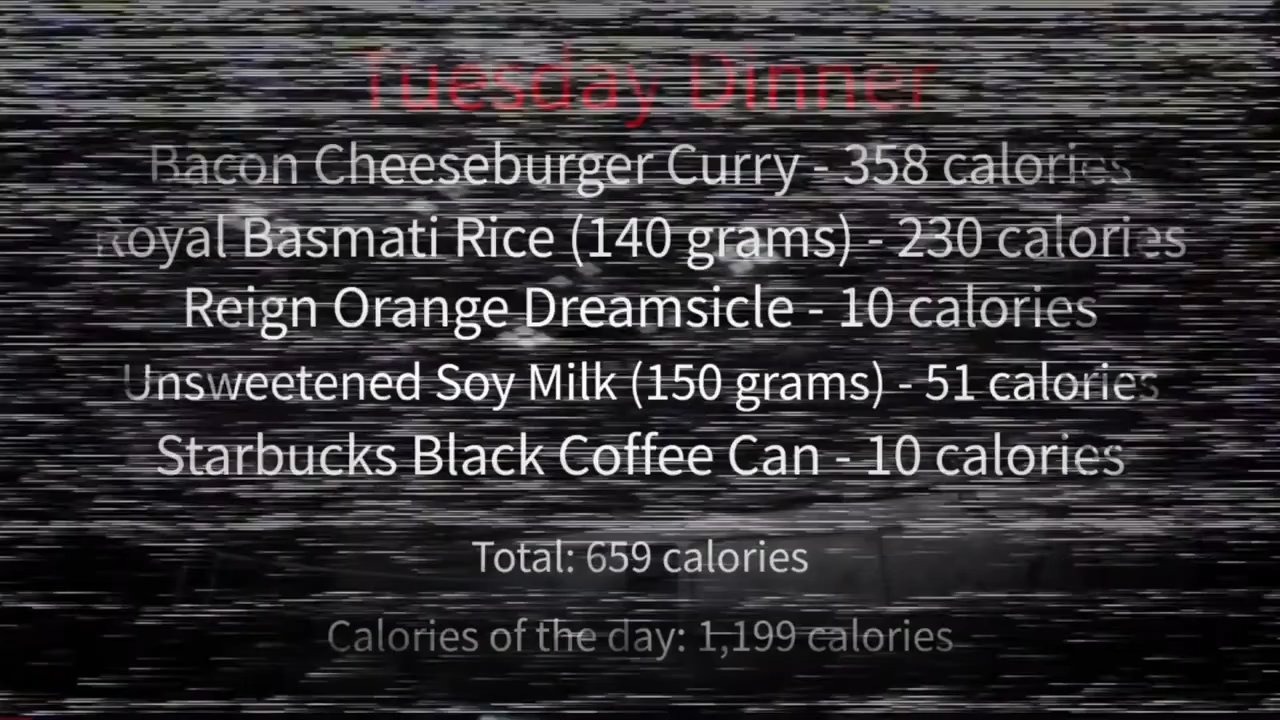 Tuesday Dinner
Bacon Cheeseburger Curry - 358 calories
Royal Basmati Rice (140 grams) - 230 calories
Reign Orange Dreamsicle - 10 calories
Unsweetened Soy Milk (150 grams) - 51 calories
Starbucks Black Coffee Can - 10 calories
Total: 659 calories
Calories of the day: 1,199 calories